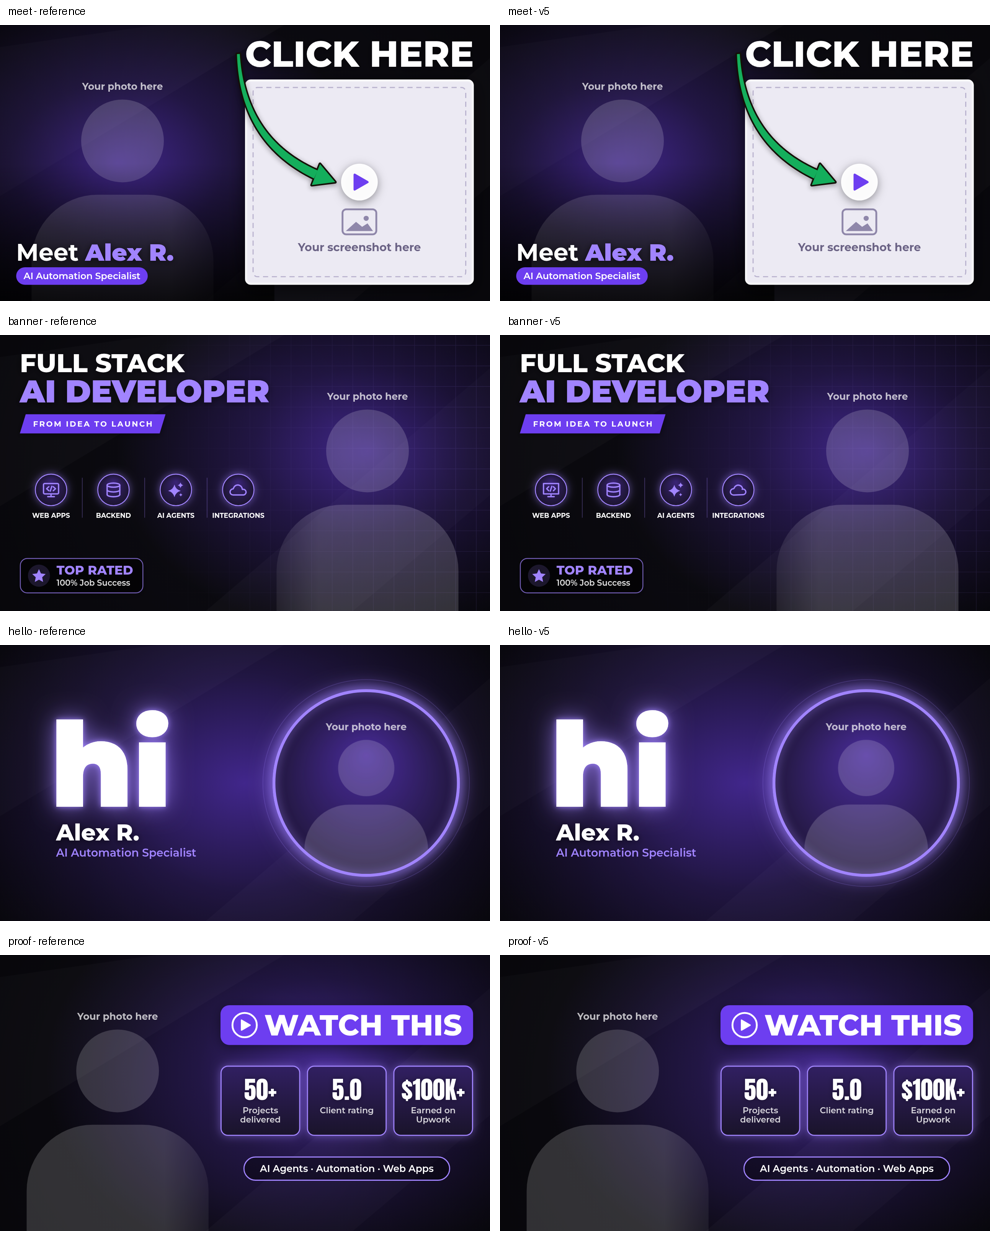 meet - reference
CLICK HERE
Your photo here
Your screenshot here
Meet Alex R.
AI Automation Specialist
meet - v5
CLICK HERE
Your photo here
Your screenshot here
Meet Alex R.
AI Automation Specialist
banner - reference
FULL STACK
AI DEVELOPER
FROM IDEA TO LAUNCH
Your photo here
WEB APPS
BACKEND
AI AGENTS
INTEGRATIONS
TOP RATED
100% Job Success
banner - v5
FULL STACK
AI DEVELOPER
FROM IDEA TO LAUNCH
Your photo here
WEB APPS
BACKEND
AI AGENTS
INTEGRATIONS
TOP RATED
100% Job Success
hello - reference
hi
Alex R.
AI Automation Specialist
Your photo here
hello - v5
hi
Alex R.
AI Automation Specialist
Your photo here
proof - reference
Your photo here
WATCH THIS
50+
Projects
delivered
5.0
Client rating
$100K+
Earned on
Upwork
AI Agents · Automation · Web Apps
proof - v5
Your photo here
WATCH THIS
50+
Projects
delivered
5.0
Client rating
$100K+
Earned on
Upwork
AI Agents · Automation · Web Apps